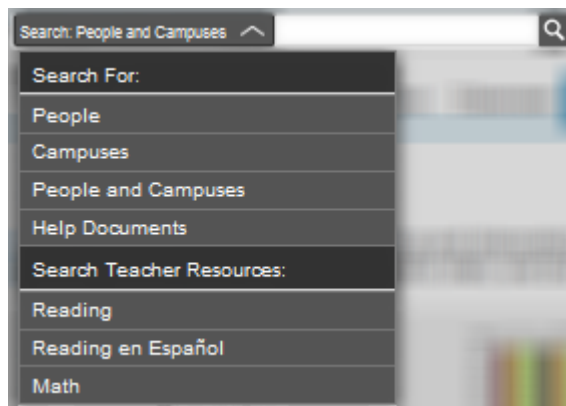 Search: People and Campuses
Search For:
People
Campuses
People and Campuses
Help Documents
Search Teacher Resources:
Reading
Reading en Español
Math